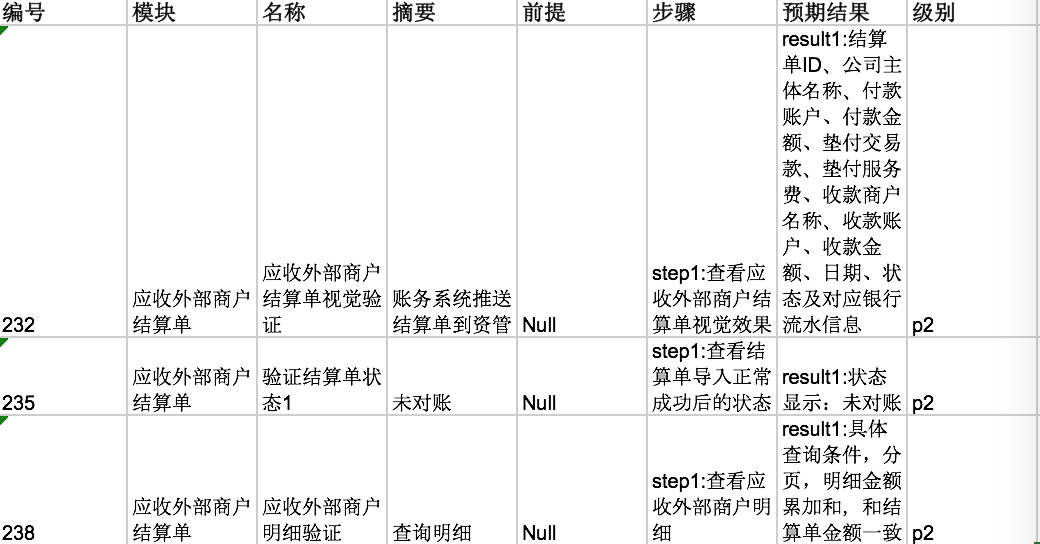 编号 模块 名称 摘要 前提 步骤 预期结果 级别
232
应收外部商户
结算单
应收外部商户
结算单视觉验
证
账务系统推送
结算单到资管
Null
step1:查看应
收外部商户结
算单视觉效果
result1:结算
单ID、公司主
体名称、付款
账户、付款金
额、垫付交易
款、垫付服务
费、收款商户
名称、收款账
户、收款金
额、日期、状
态及对应银行
流水信息
p2
235
应收外部商户
结算单
验证结算单状
态1
未对账
Null
step1:查看结
算单导入正常
成功后的状态
result1:状态
显示：未对账
p2
238
应收外部商户
结算单
应收外部商户
明细验证
查询明细
Null
step1:查看应
收外部商户明
细
result1:具体
查询条件，分
页，明细金额
累加和，和结
算单金额一致
p2